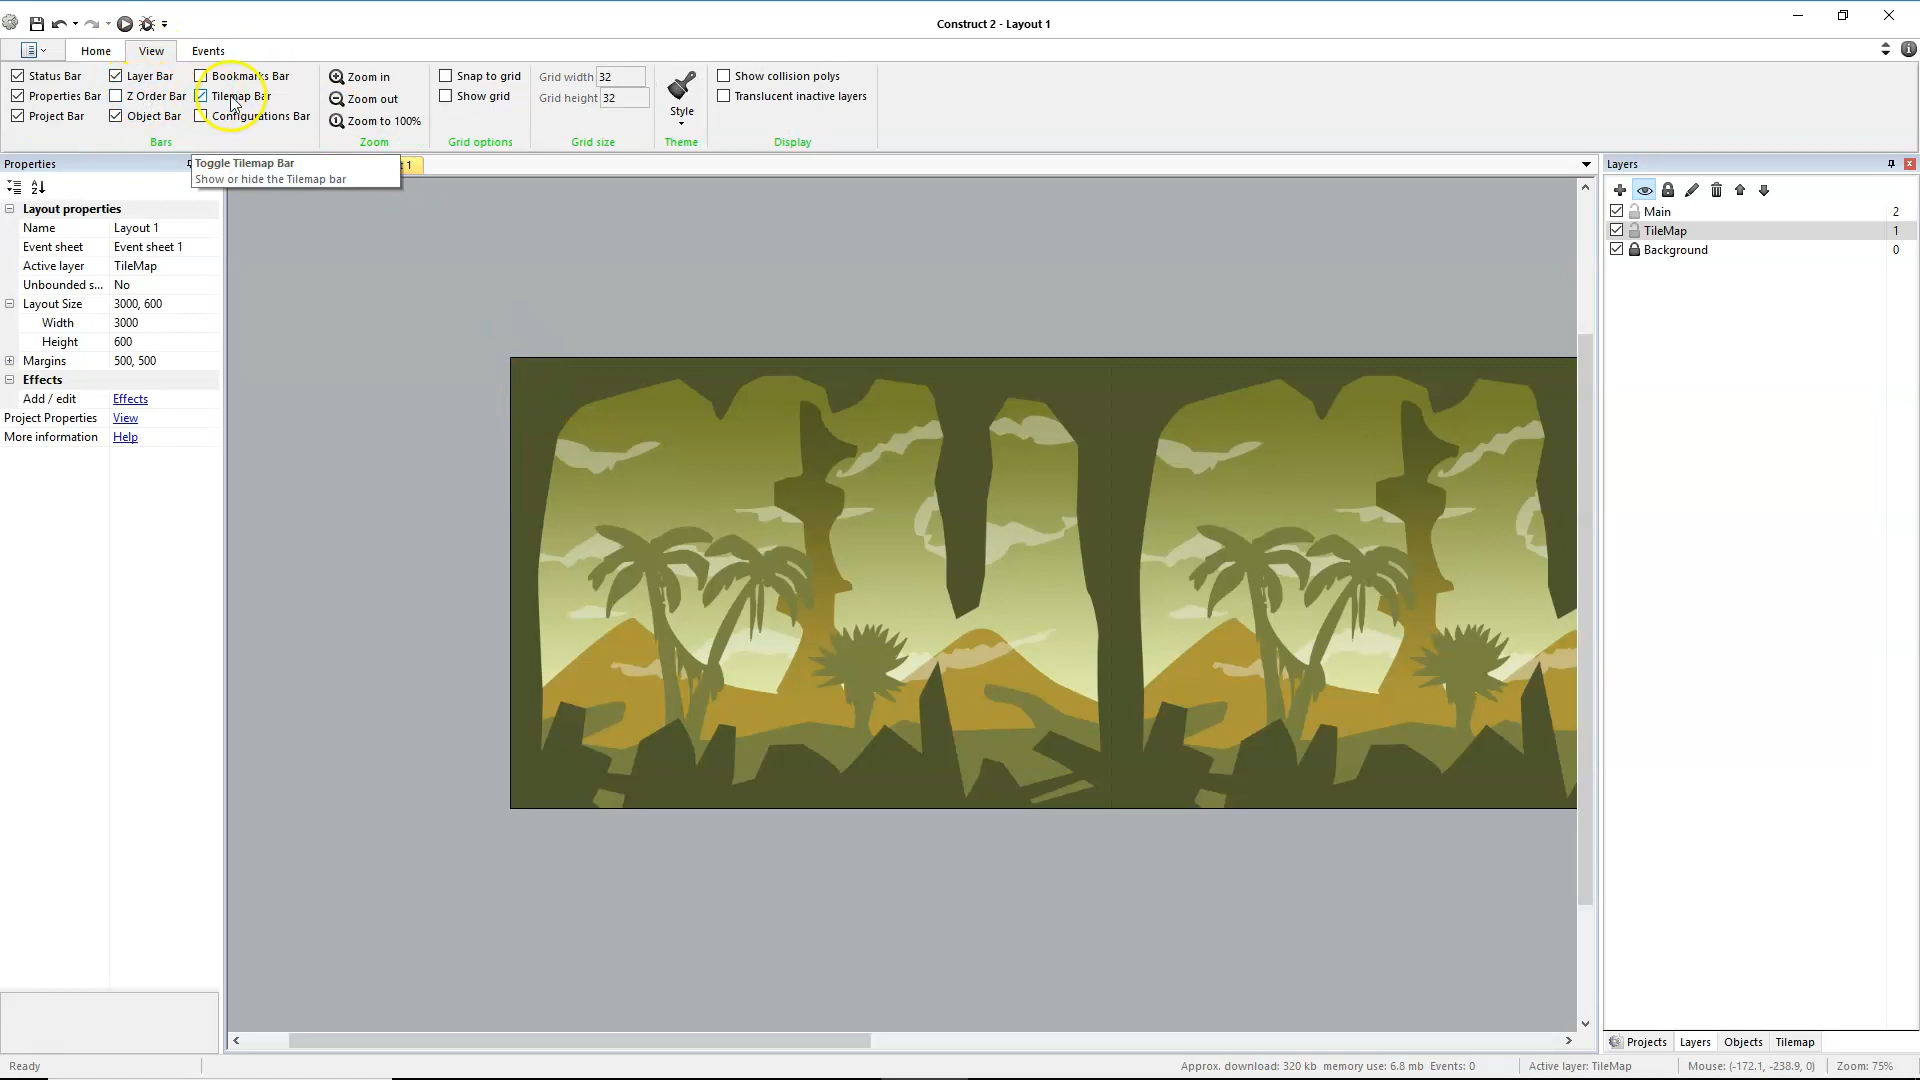 Construct 2 - Layout 1
Home View Events
Status Bar Layer Bar Bookmarks Bar Zoom in Snap to grid Grid width 32 Show collision polys
Properties Bar Z Order Bar Tilemap Bar Zoom out Show grid Grid height 32 Style Translucent inactive layers
Project Bar Object Bar Configurations Bar Zoom to 100%
Bars Zoom Grid options Grid size Theme Display
Toggle Tilemap Bar
Show or hide the Tilemap bar
Properties
1
Layers
Layout properties
Name Layout 1
Event sheet Event sheet 1
Active layer TileMap
Unbounded s... No
Layout Size 3000, 600
Width 3000
Height 600
Margins 500, 500
Effects
Add / edit Effects
Project Properties View
More information Help
Main 2
TileMap 1
Background 0
Projects Layers Objects Tilemap
Ready Approx. download: 320 kb memory use: 6.8 mb Events: 0 Active layer: TileMap Mouse: (-172.1, -238.9, 0) Zoom: 75%